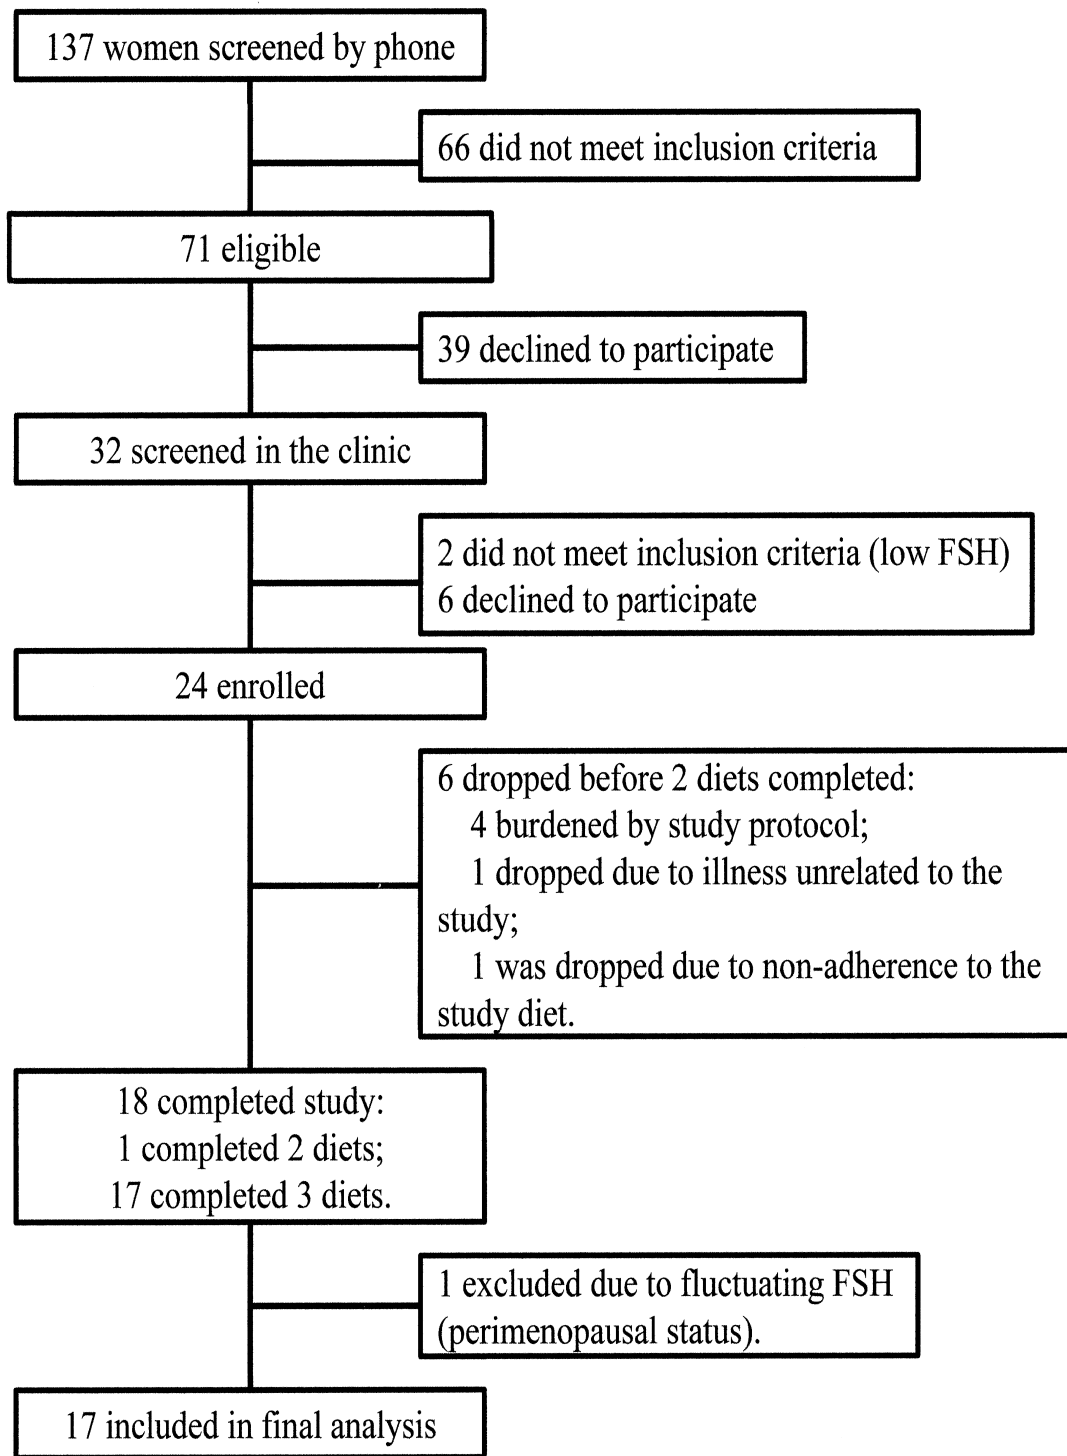 137 women screened by phone
66 did not meet inclusion criteria
71 eligible
39 declined to participate
32 screened in the clinic
2 did not meet inclusion criteria (low FSH)
6 declined to participate
24 enrolled
6 dropped before 2 diets completed:
4 burdened by study protocol;
1 dropped due to illness unrelated to the
study;
1 was dropped due to non-adherence to the
study diet.
18 completed study:
1 completed 2 diets;
17 completed 3 diets.
1 excluded due to fluctuating FSH
(perimenopausal status).
17 included in final analysis